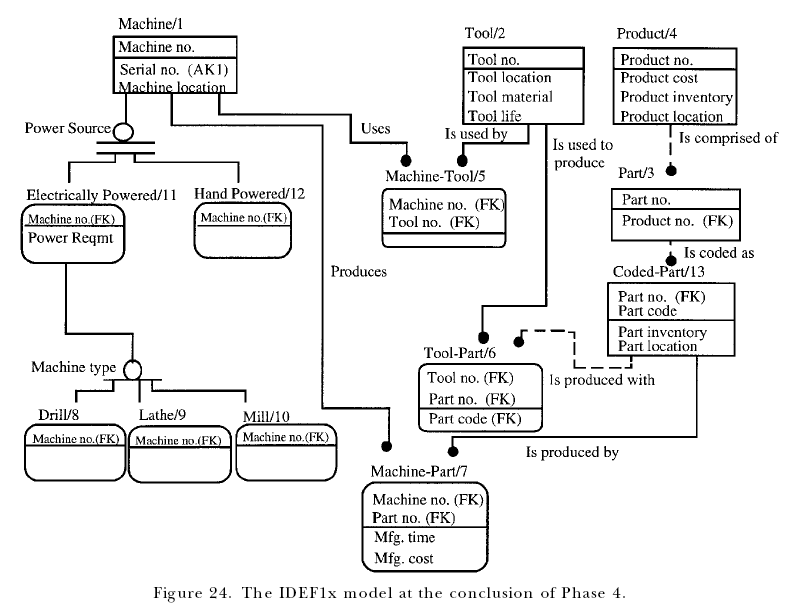 Machine/1
Machine no.
Serial no. (AK1)
Machine location
Tool/2
Tool no.
Tool location
Tool material
Tool life
Product/4
Product no.
Product cost
Product inventory
Product location
Power Source
Uses
Is used by
Is used to
produce
Is comprised of
Machine-Tool/5
Machine no. (FK)
Tool no. (FK)
Part/3
Part no.
Product no. (FK)
Electrically Powered/11
Machine no.(FK)
Power Reqmt
Hand Powered/12
Machine no.(FK)
Is coded as
Produces
Coded-Part/13
Part no. (FK)
Part code
Part inventory
Part location
Machine type
Tool-Part/6
Tool no. (FK)
Part no. (FK)
Part code (FK)
Is produced with
Drill/8
Machine no.(FK)
Lathe/9
Machine no.(FK)
Mill/10
Machine no.(FK)
Is produced by
Machine-Part/7
Machine no. (FK)
Part no. (FK)
Mfg. time
Mfg. cost
Figure 24. The IDEF1x model at the conclusion of Phase 4.